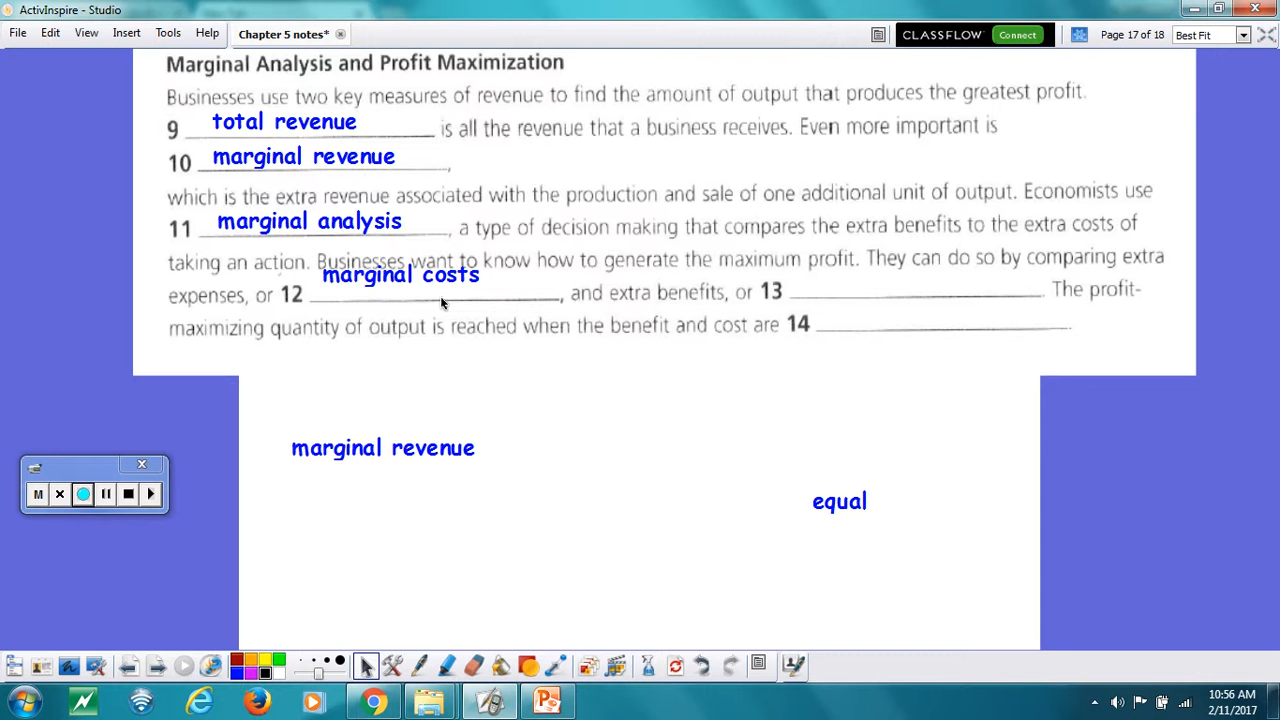 ActivInspire - Studio
File Edit View Insert Tools Help Chapter 5 notes* CLASSFLOW Connect Page 17 of 18 Best Fit
Marginal Analysis and Profit Maximization
Businesses use two key measures of revenue to find the amount of output that produces the greatest profit.
9 total revenue is all the revenue that a business receives. Even more important is
10 marginal revenue,
which is the extra revenue associated with the production and sale of one additional unit of output. Economists use
11 marginal analysis, a type of decision making that compares the extra benefits to the extra costs of
taking an action. Businesses want to know how to generate the maximum profit. They can do so by comparing extra
marginal costs
expenses, or 12 ____, and extra benefits, or 13 ____. The profit-
maximizing quantity of output is reached when the benefit and cost are 14 ____
marginal revenue
M
equal
10:56 AM
2/11/2017